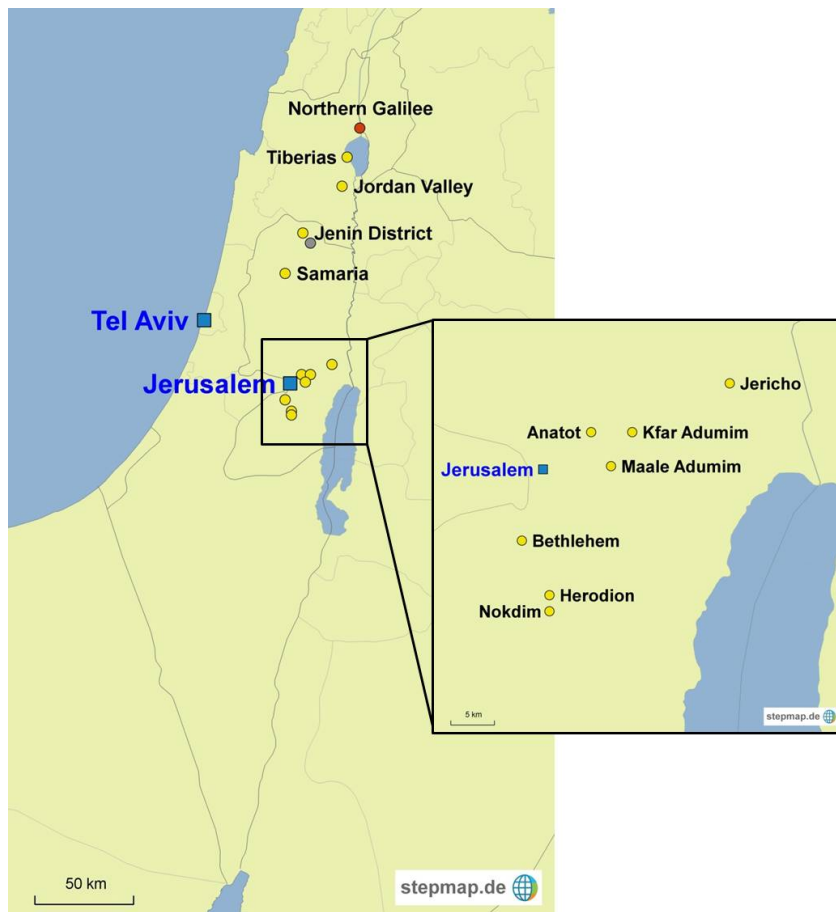 Northern Galilee
Tiberias
Jordan Valley
Jenin District
Samaria
Tel Aviv
Jerusalem
50 km
stepmap.de
Jericho
Anatot
Kfar Adumim
Jerusalem
Maale Adumim
Bethlehem
Herodion
Nokdim
5 km
stepmap.de